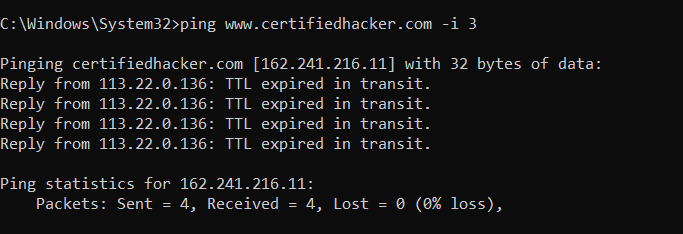 C:\Windows\System32>ping www.certifiedhacker.com -i 3
Pinging certifiedhacker.com [162.241.216.11] with 32 bytes of data:
Reply from 113.22.0.136: TTL expired in transit.
Reply from 113.22.0.136: TTL expired in transit.
Reply from 113.22.0.136: TTL expired in transit.
Reply from 113.22.0.136: TTL expired in transit.
Ping statistics for 162.241.216.11:
Packets: Sent = 4, Received = 4, Lost = 0 (0% loss),